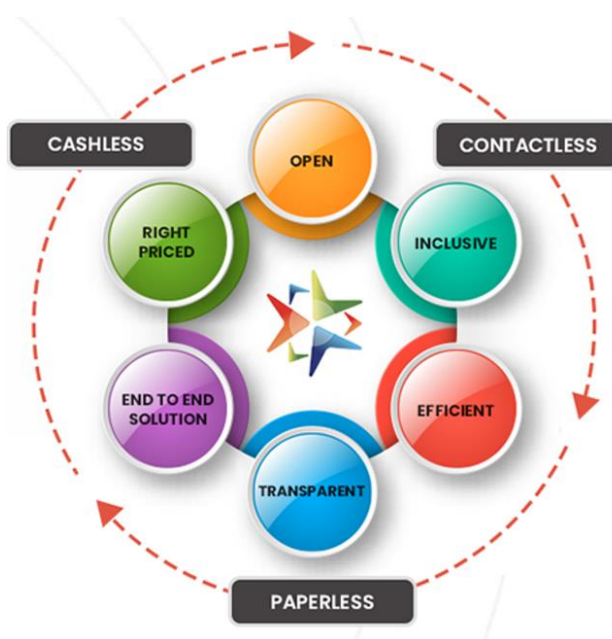 CASHLESS
CONTACTLESS
OPEN
RIGHT
PRICED
INCLUSIVE
END TO END
SOLUTION
EFFICIENT
TRANSPARENT
PAPERLESS